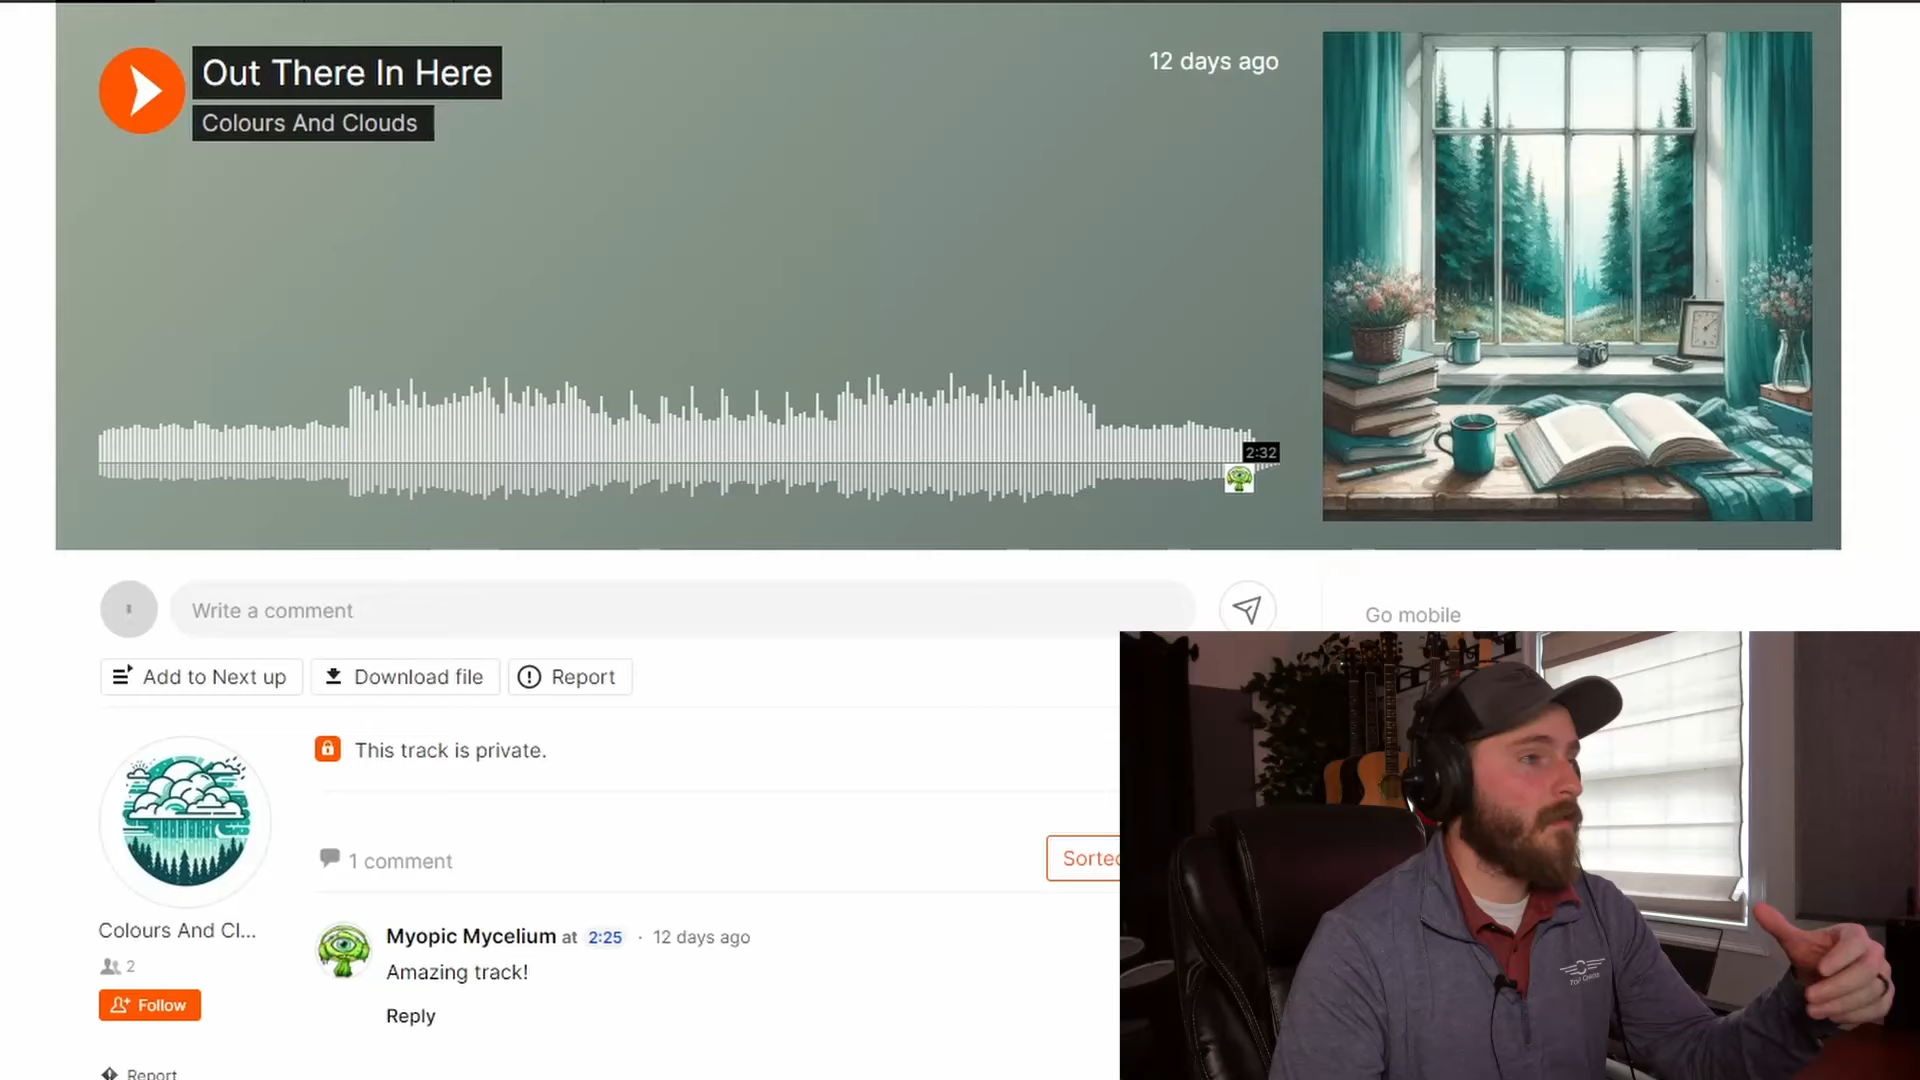 Out There In Here
12 days ago
Colours And Clouds
2:32
Write a comment
Go mobile
Add to Next up
Download file
Report
This track is private.
1 comment
Colours And Cl...
2
Follow
Myopic Mycelium at 2:25 · 12 days ago
Amazing track!
Reply
Report